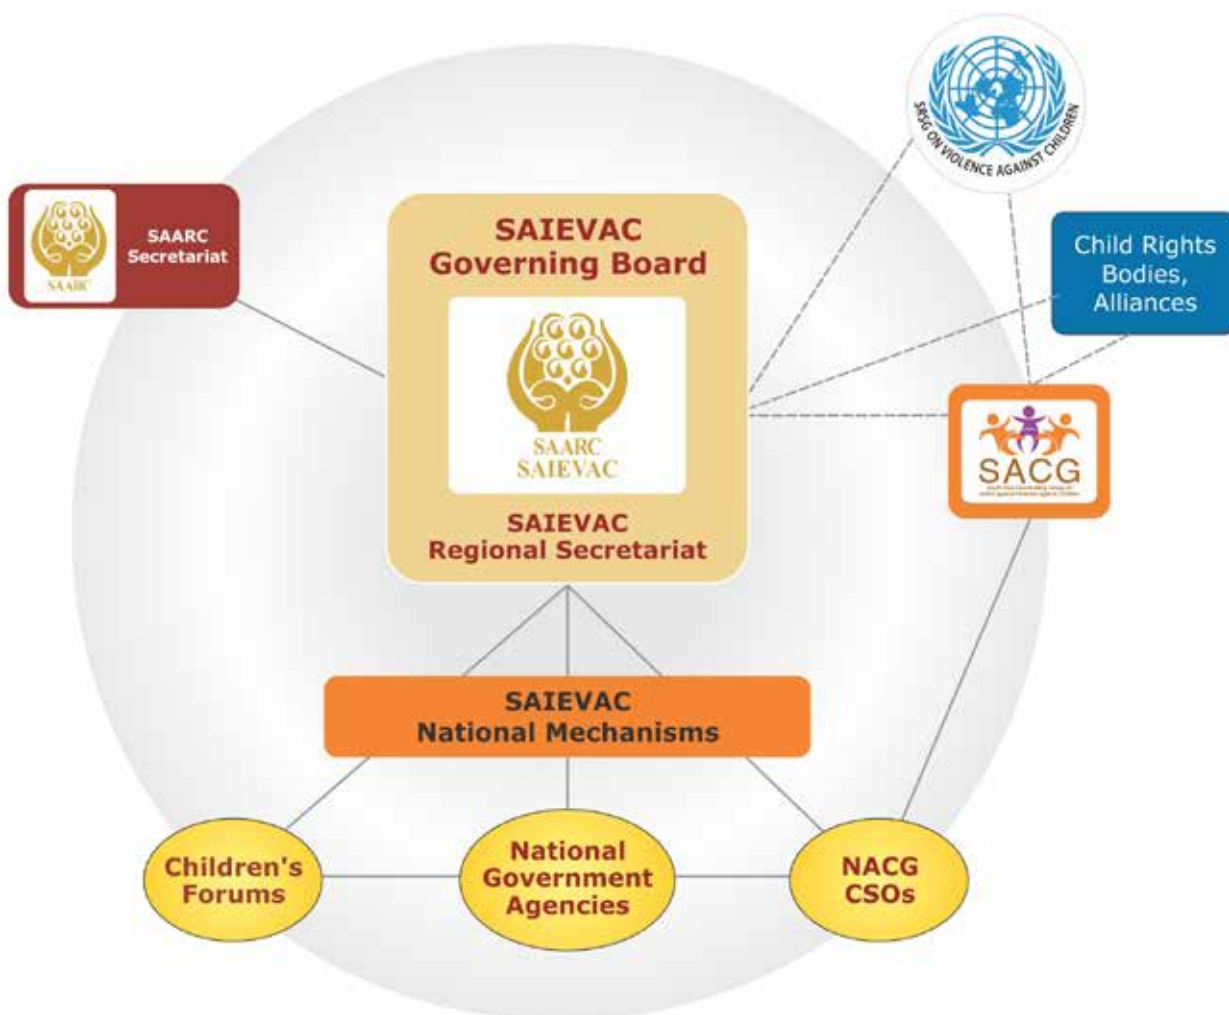 SRSG ON VIOLENCE AGAINST CHILDREN
SAARC
SAARC
Secretariat
SAIEVAC
Governing Board
SAARC
SAIEVAC
SAIEVAC
Regional Secretariat
Child Rights
Bodies,
Alliances
SACG
SAIEVAC
National Mechanisms
Children's
Forums
National
Government
Agencies
NACG
CSOs